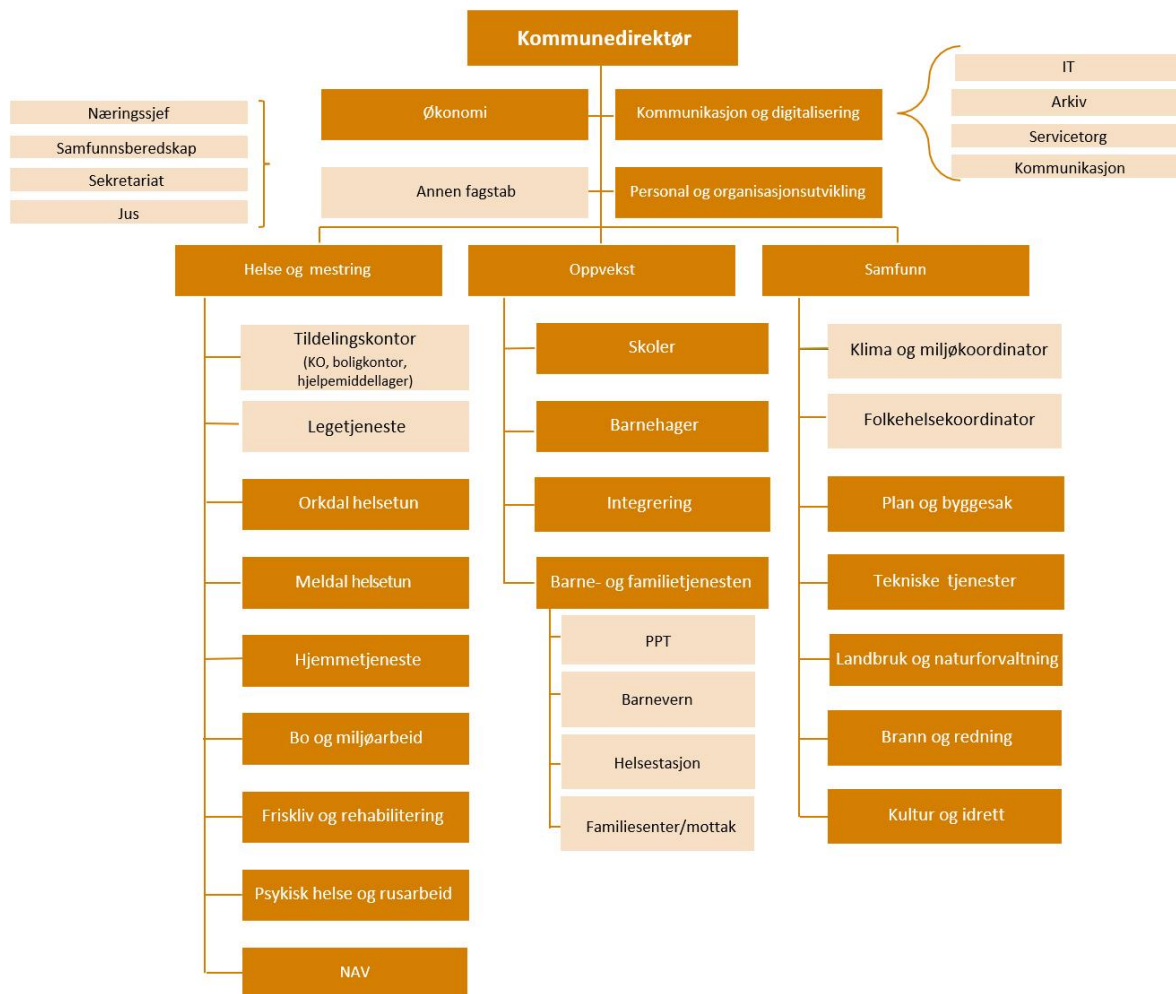 Kommunedirektør
Økonomi
Kommunikasjon og digitalisering
IT
Arkiv
Servicetorg
Kommunikasjon
Næringssjef
Samfunnsberedskap
Sekretariat
Jus
Annen fagstab
Personal og organisasjonsutvikling
Helse og mestring
Tildelingskontor
(KO, boligkontor,
hjelpemiddellager)
Legetjeneste
Orkdal helsetun
Meldal helsetun
Hjemmetjeneste
Bo og miljøarbeid
Friskliv og rehabilitering
Psykisk helse og rusarbeid
NAV
Oppvekst
Skoler
Barnehager
Integrering
Barne- og familietjenesten
PPT
Barnevern
Helsestasjon
Familiesenter/mottak
Samfunn
Klima og miljøkoordinator
Folkehelsekoordinator
Plan og byggesak
Tekniske tjenester
Landbruk og naturforvaltning
Brann og redning
Kultur og idrett